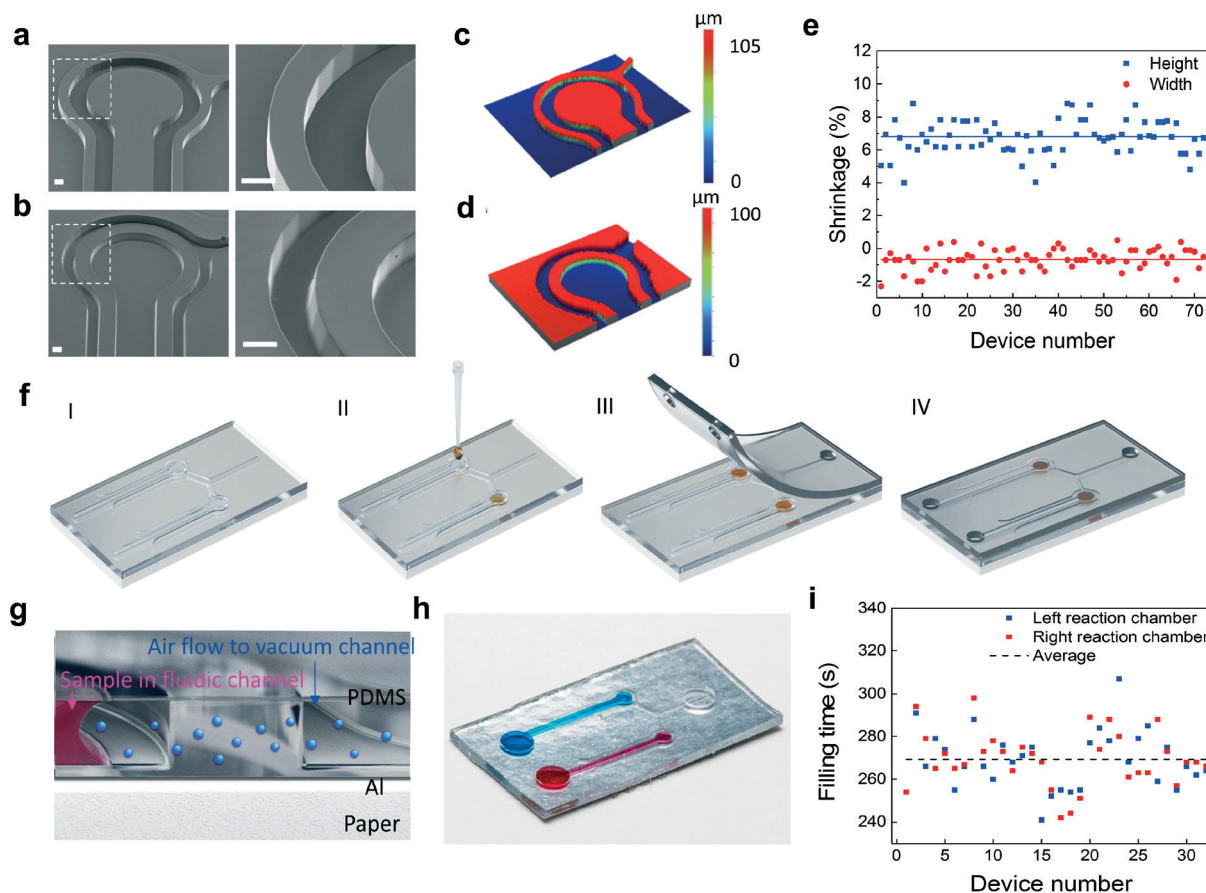 a
b
c
µm
105
0
d
µm
100
0
e
12
10
8
6
4
2
0
-2
Shrinkage (%)
Height
Width
0 10 20 30 40 50 60 70
Device number
f
I
II
III
IV
g
Air flow to vacuum channel
Sample in fluidic channel
PDMS
Al
Paper
h
i
340
320
300
280
260
240
Filling time (s)
Left reaction chamber
Right reaction chamber
Average
0 5 10 15 20 25 30
Device number